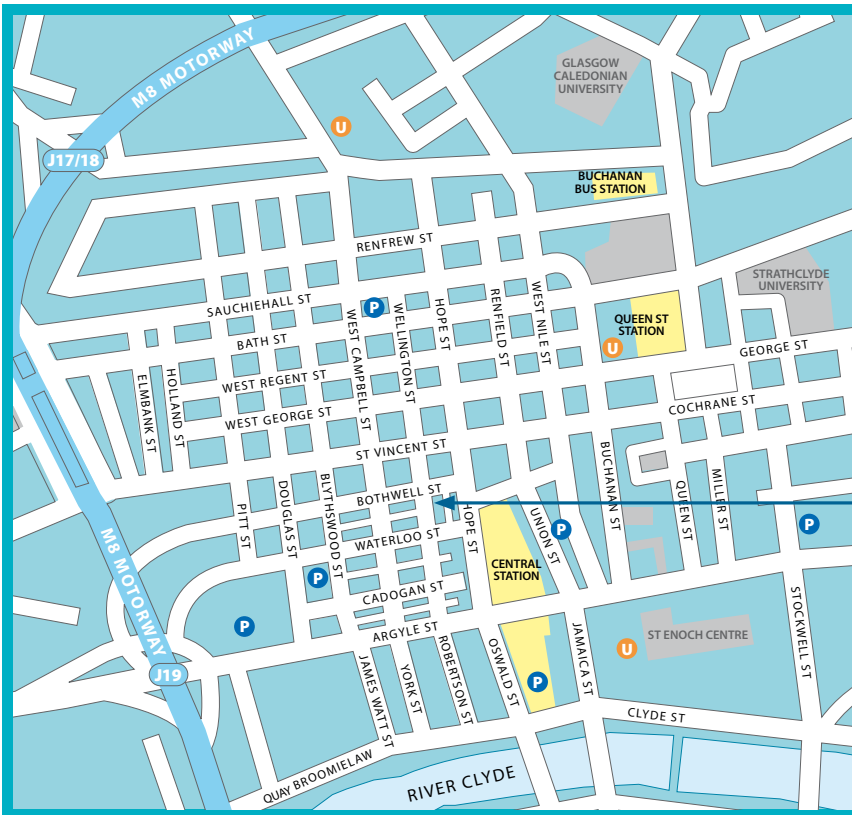 M8 MOTORWAY
GLASGOW
CALEDONIAN
UNIVERSITY
U
J17/18
BUCHANAN
BUS STATION
RENFREW ST
STRATHCLYDE
UNIVERSITY
SAUCHIEHALL ST
P
WELLINGTON ST
HOPE ST
RENFIELD ST
WEST NILE ST
WEST CAMPBELL ST
QUEEN ST
STATION
U
BATH ST
GEORGE ST
WEST REGENT ST
ELMBANK ST
HOLLAND ST
COCHRANE ST
WEST GEORGE ST
ST VINCENT ST
BUCHANAN ST
QUEEN ST
MILLER ST
BOTHWELL ST
PITT ST
DOUGLAS ST
BLYTHSWOOD ST
HOPE ST
UNION ST
P
P
WATERLOO ST
M8 MOTORWAY
CENTRAL
STATION
P
CADOGAN ST
P
ARGYLE ST
STOCKWELL ST
JAMAICA ST
U
ST ENOCH CENTRE
OSWALD ST
ROBERTSON ST
YORK ST
JAMES WATT ST
J19
P
CLYDE ST
QUAY BROOMIELAW
RIVER CLYDE